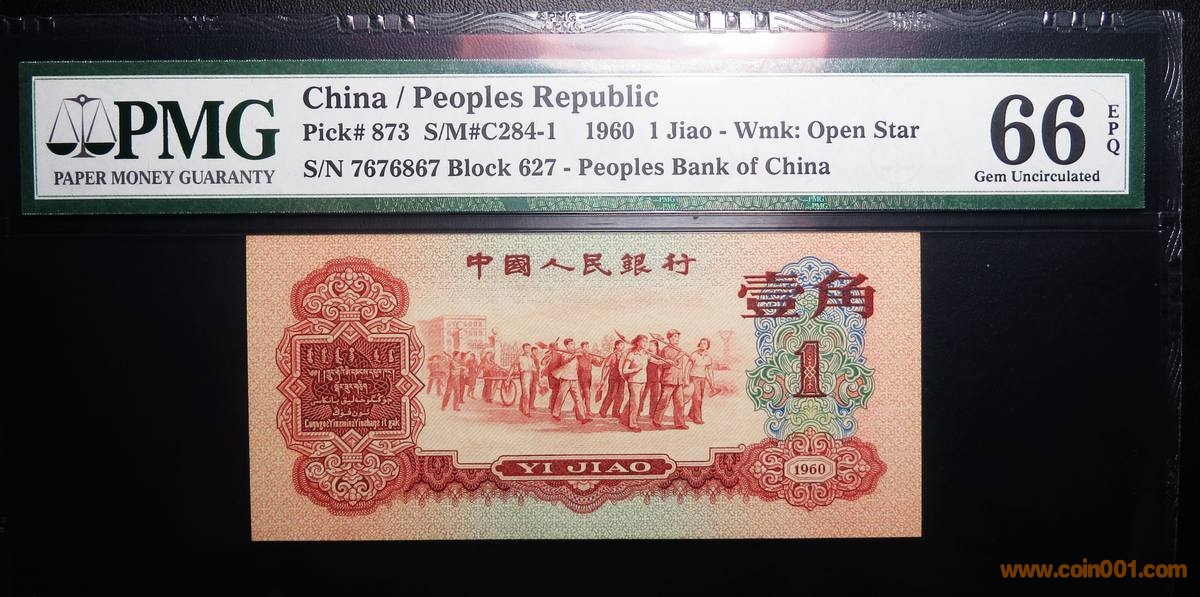 PMG
PAPER MONEY GUARANTY
China / Peoples Republic
Pick# 873 S/M#C284-1 1960 1 Jiao - Wmk: Open Star
S/N 7676867 Block 627 - Peoples Bank of China
66
EPQ
Gem Uncirculated
中國人民銀行
壹角
1
YI JIAO
1960
www.coin001.com